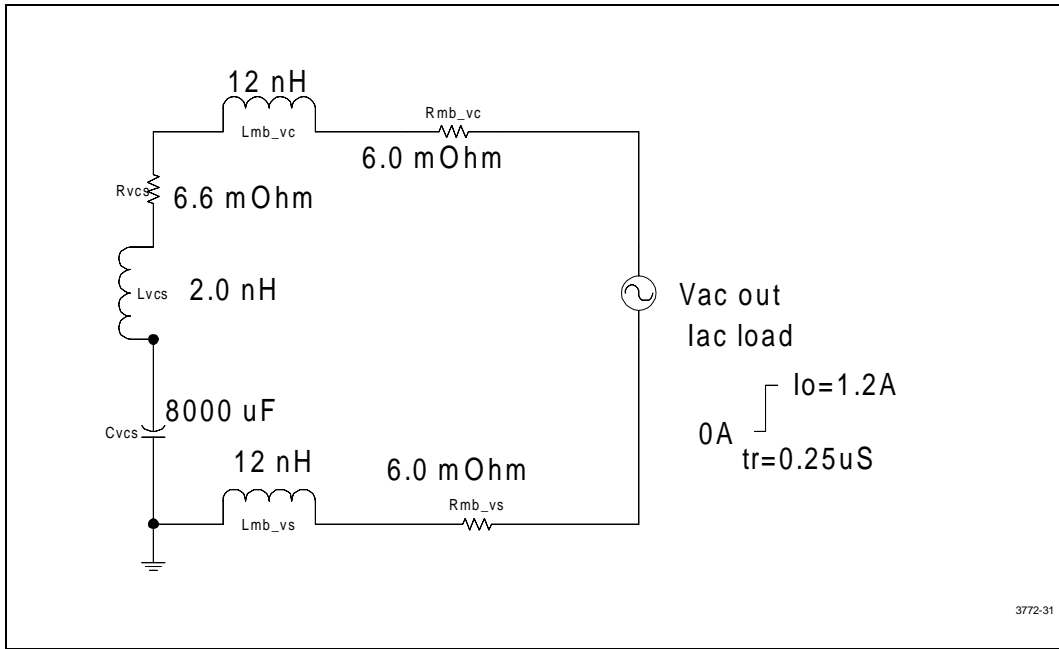 12 nH
Lmb_vc
Rmb_vc
6.0 mOhm
Rvcs
6.6 mOhm
Lvcs
2.0 nH
Vac out
Iac load
Io=1.2A
0A
tr=0.25uS
8000 uF
Cvcs
12 nH
Lmb_vs
6.0 mOhm
Rmb_vs
3772-31